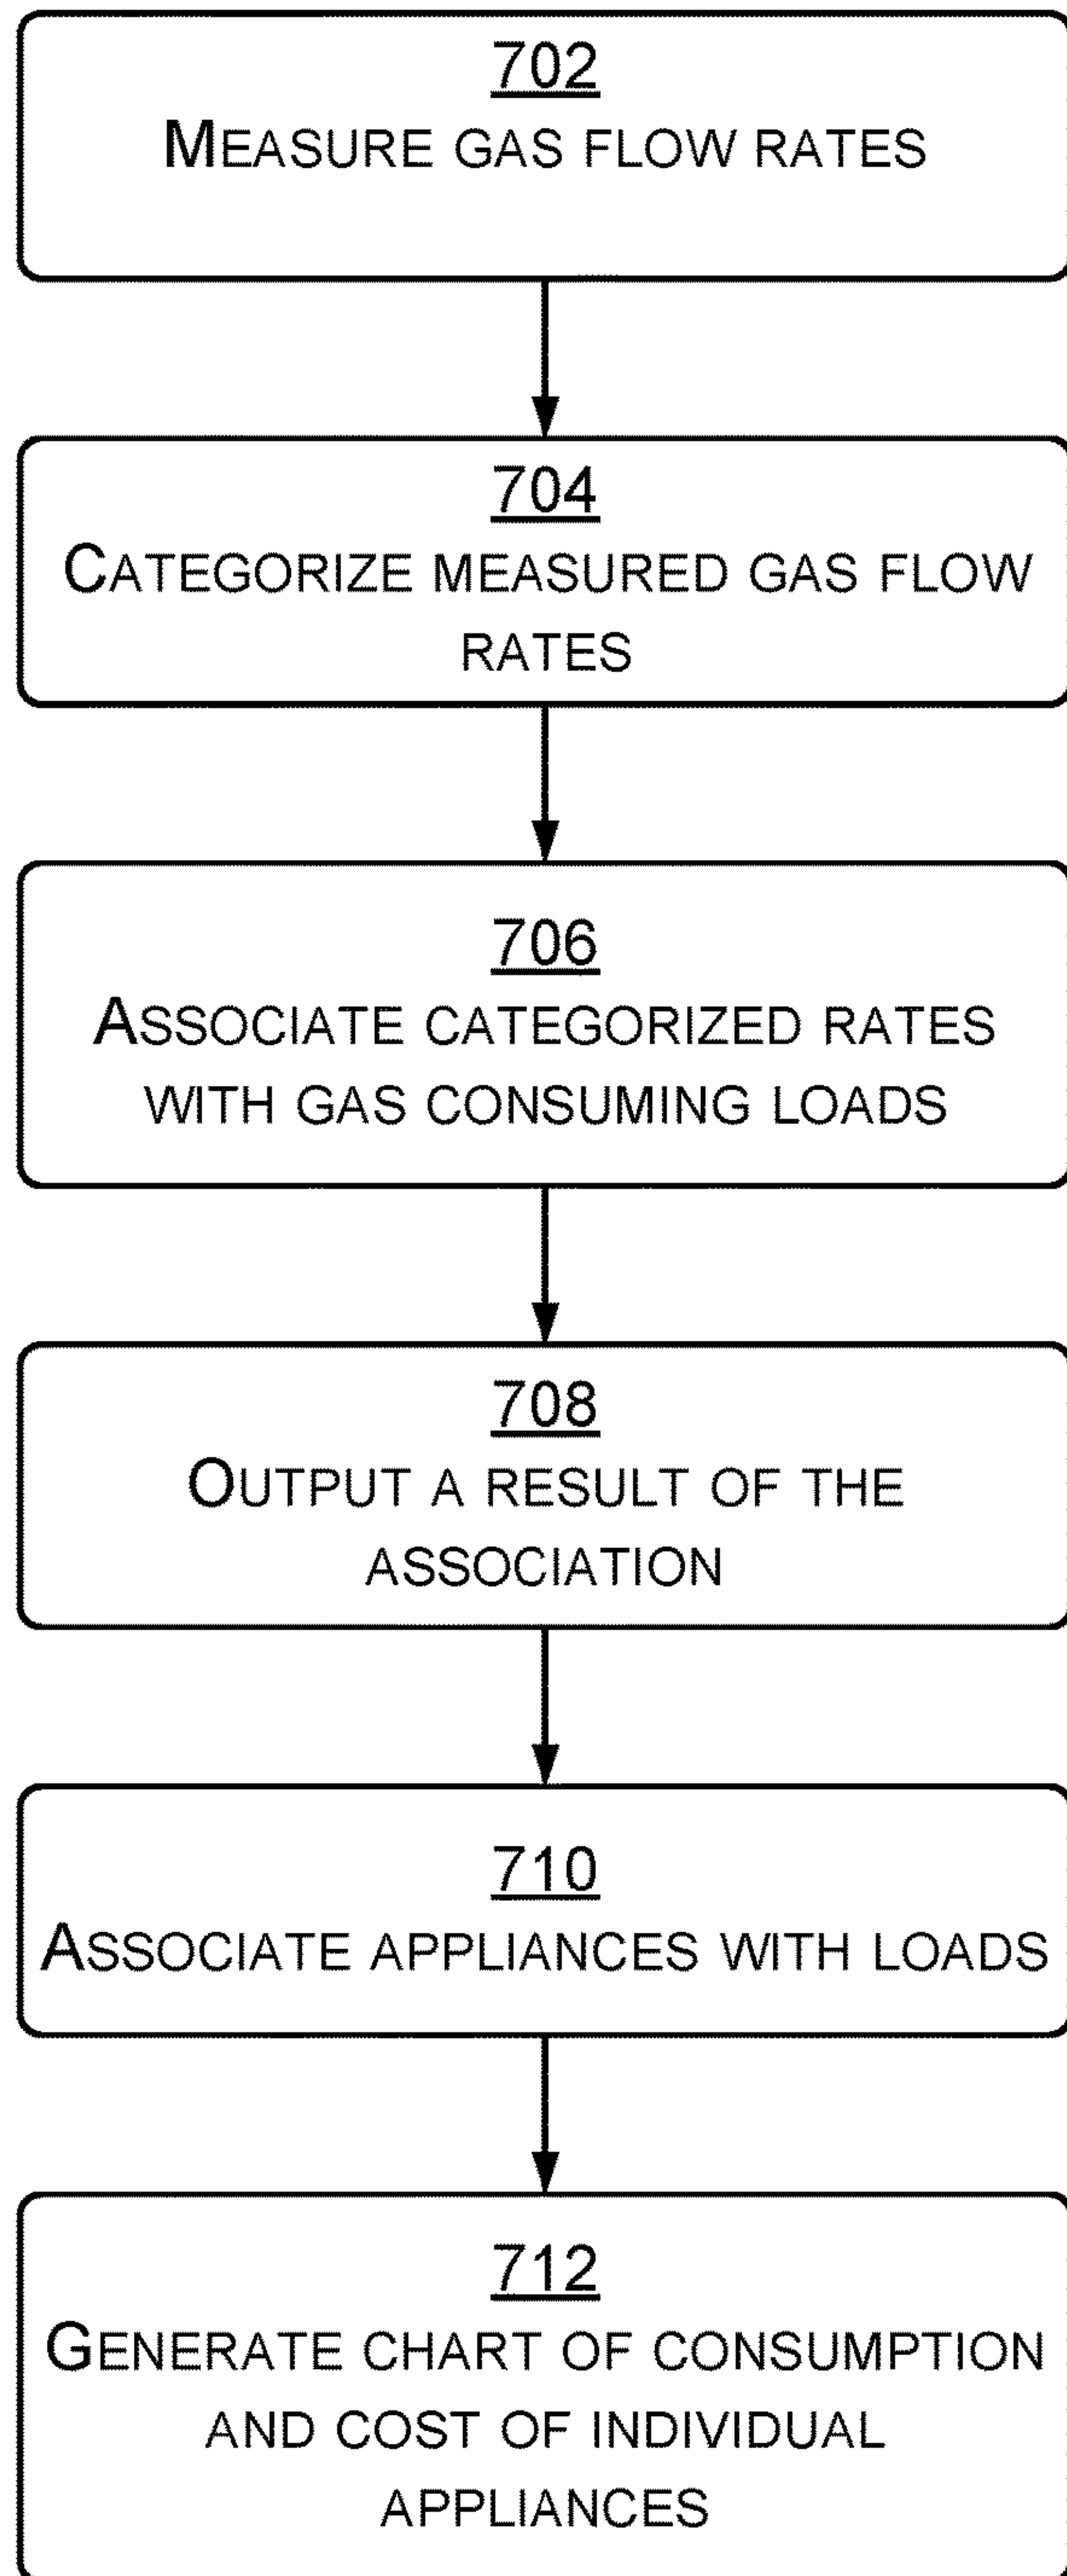 702
MEASURE GAS FLOW RATES
704
CATEGORIZE MEASURED GAS FLOW
RATES
706
ASSOCIATE CATEGORIZED RATES
WITH GAS CONSUMING LOADS
708
OUTPUT A RESULT OF THE
ASSOCIATION
710
ASSOCIATE APPLIANCES WITH LOADS
712
GENERATE CHART OF CONSUMPTION
AND COST OF INDIVIDUAL
APPLIANCES